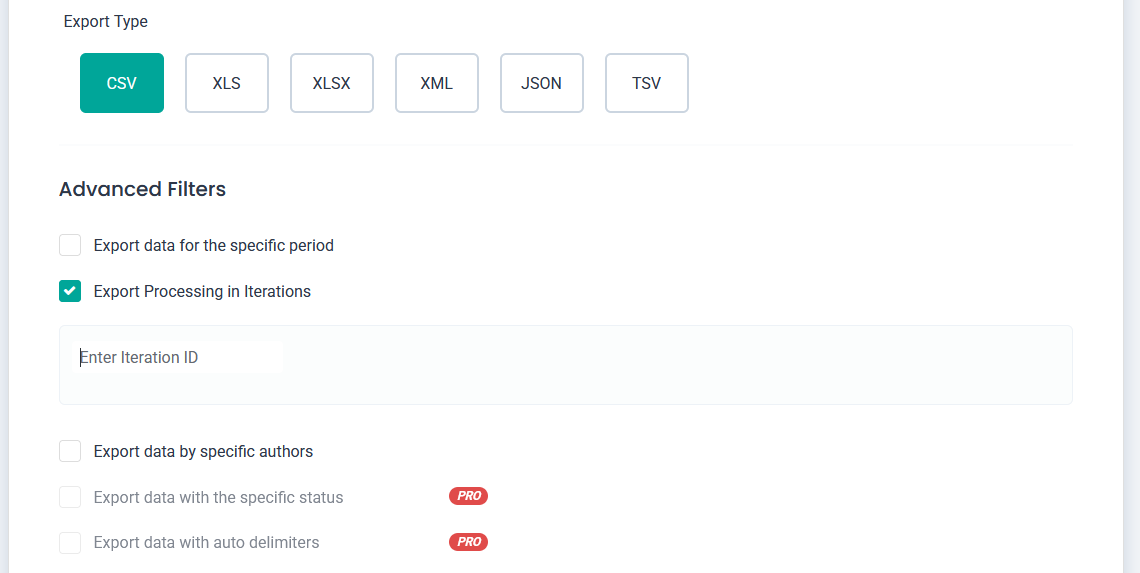 Export Type
CSV XLS XLSX XML JSON TSV
Advanced Filters
Export data for the specific period
Export Processing in Iterations
Enter Iteration ID
Export data by specific authors
Export data with the specific status PRO
Export data with auto delimiters PRO